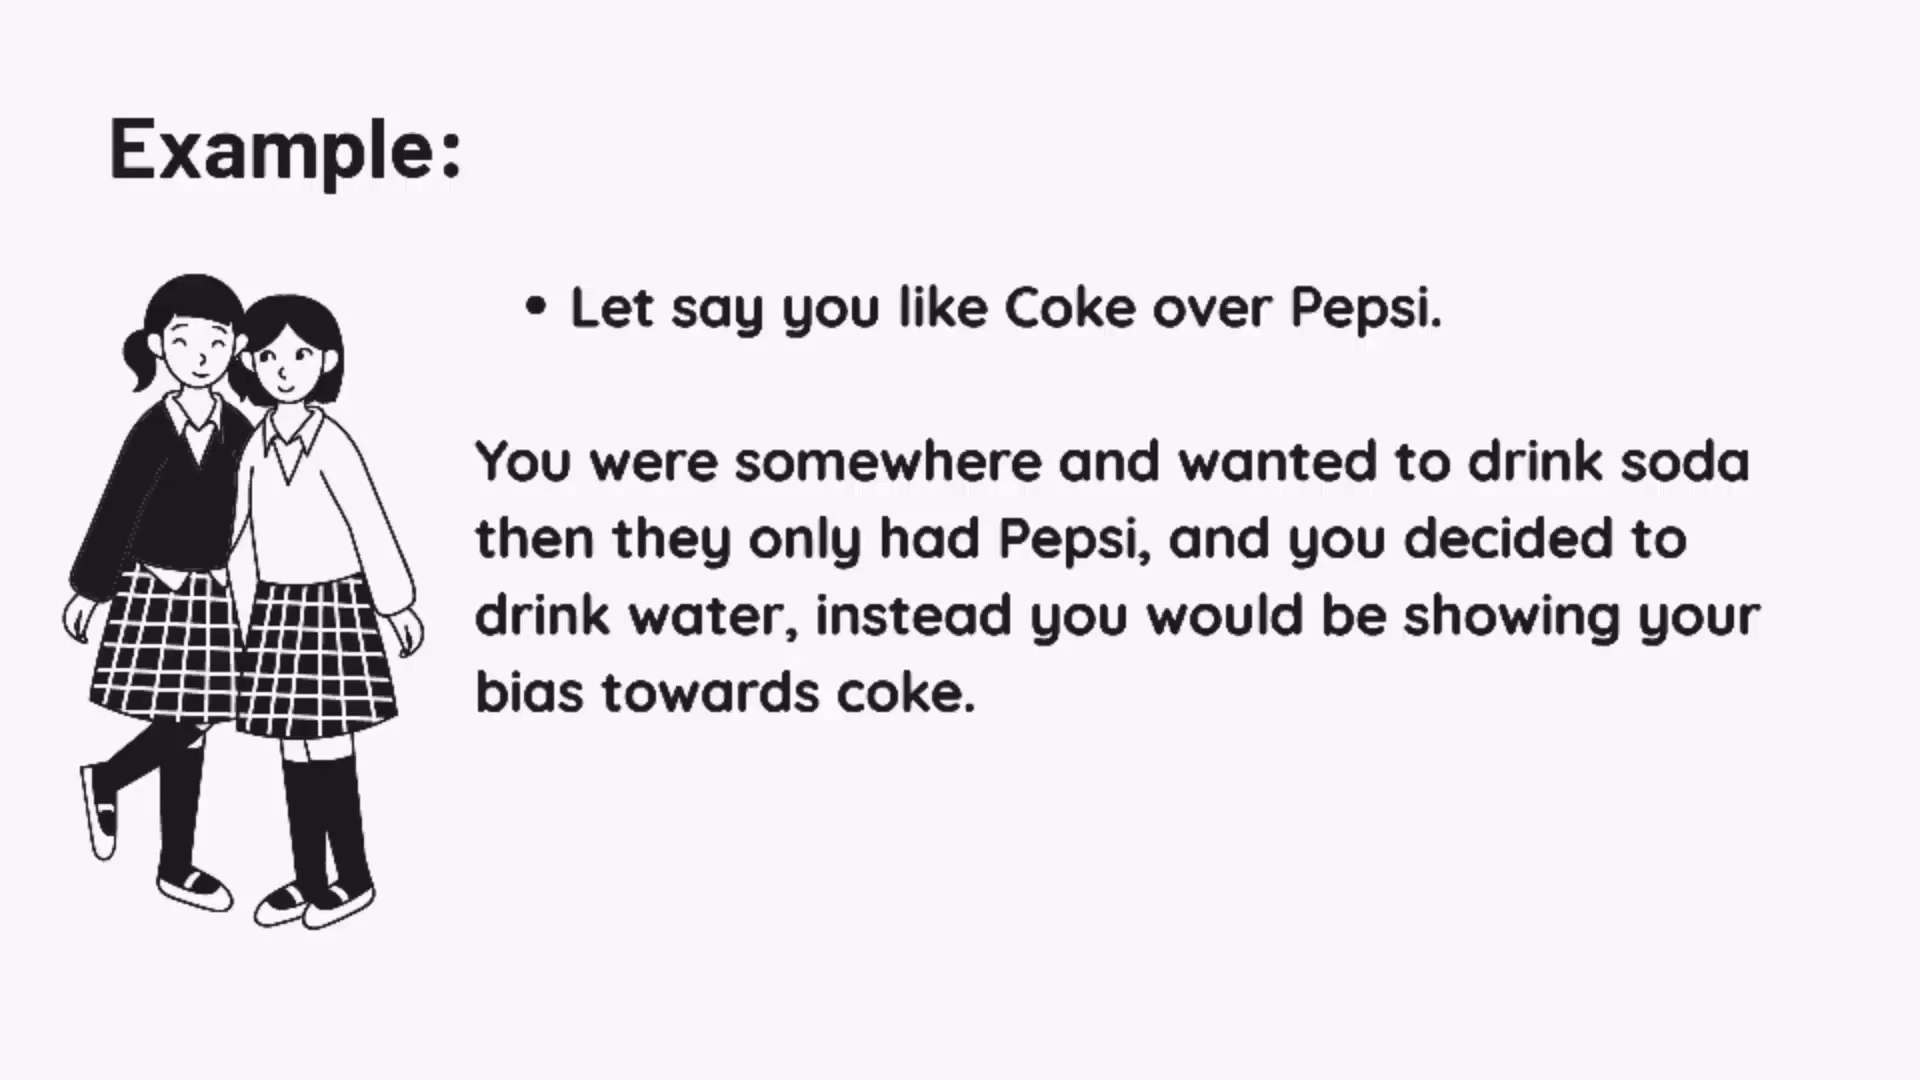 Example:
• Let say you like Coke over Pepsi.
You were somewhere and wanted to drink soda
then they only had Pepsi, and you decided to
drink water, instead you would be showing your
bias towards coke.